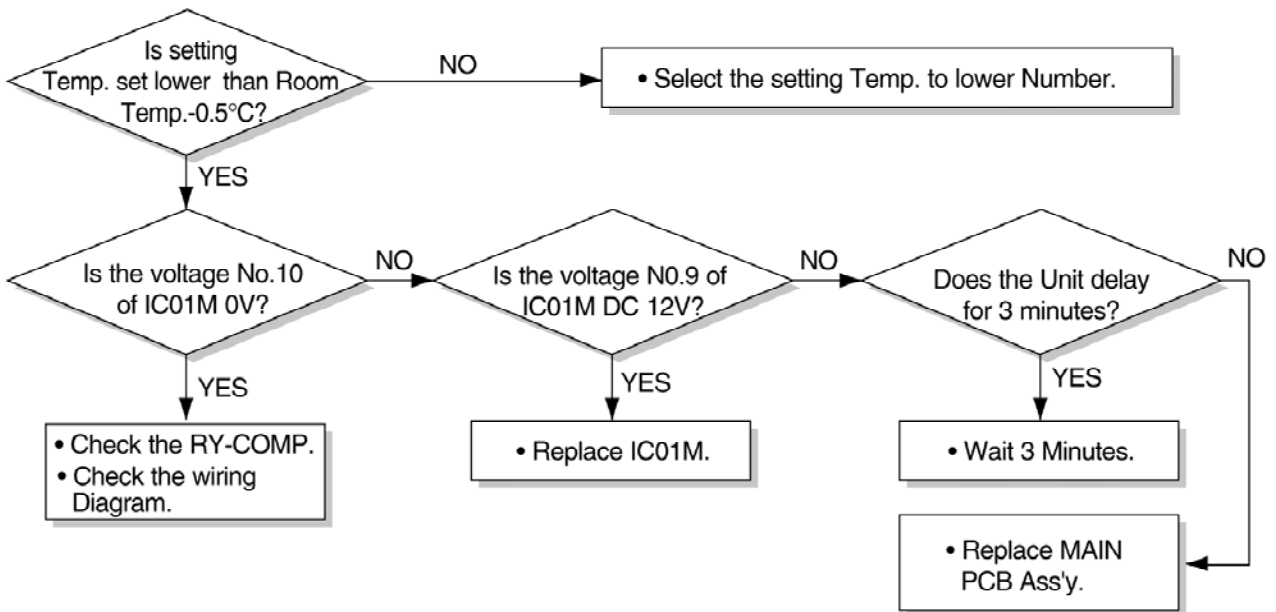 Is setting
Temp. set lower than Room
Temp.-0.5°C?
NO
• Select the setting Temp. to lower Number.
YES
Is the voltage No.10
of IC01M 0V?
NO
Is the voltage N0.9 of
IC01M DC 12V?
NO
Does the Unit delay
for 3 minutes?
NO
YES
• Check the RY-COMP.
• Check the wiring
Diagram.
YES
• Replace IC01M.
YES
• Wait 3 Minutes.
• Replace MAIN
PCB Ass'y.